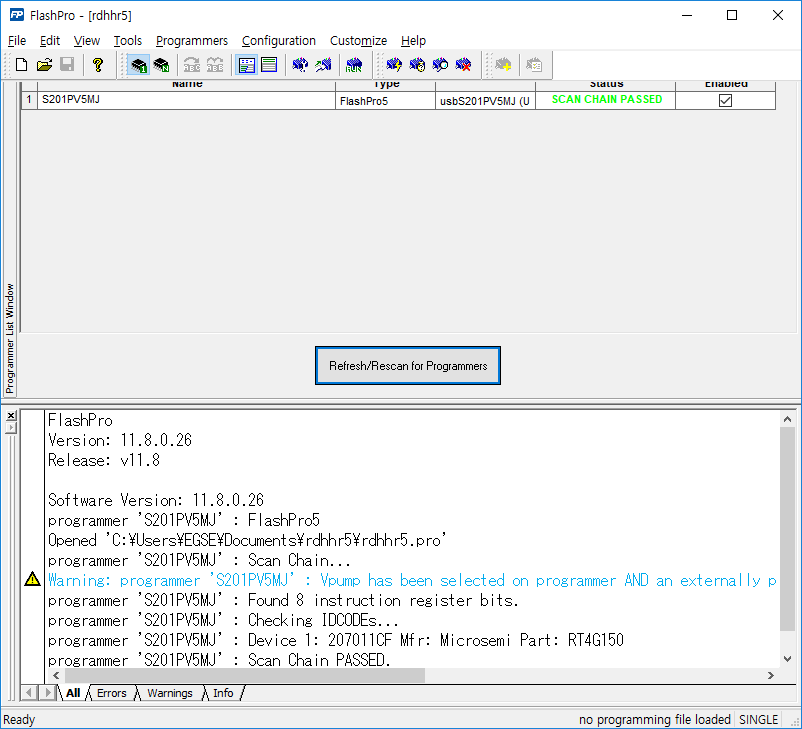 FlashPro - [rdhhr5]
File Edit View Tools Programmers Configuration Customize Help
Name Type Status Enabled
1 S201PV5MJ FlashPro5 usbS201PV5MJ (U SCAN CHAIN PASSED
Programmer List Window
Refresh/Rescan for Programmers
FlashPro
Version: 11.8.0.26
Release: v11.8
Software Version: 11.8.0.26
programmer 'S201PV5MJ' : FlashPro5
Opened 'C:₩Users₩EGSE₩Documents₩rdhhr5₩rdhhr5.pro'
programmer 'S201PV5MJ' : Scan Chain...
Warning: programmer 'S201PV5MJ' : Vpump has been selected on programmer AND an externally p
programmer 'S201PV5MJ' : Found 8 instruction register bits.
programmer 'S201PV5MJ' : Checking IDCODEs...
programmer 'S201PV5MJ' : Device 1: 207011CF Mfr: Microsemi Part: RT4G150
programmer 'S201PV5MJ' : Scan Chain PASSED.
All Errors Warnings Info
Ready no programming file loaded SINGLE